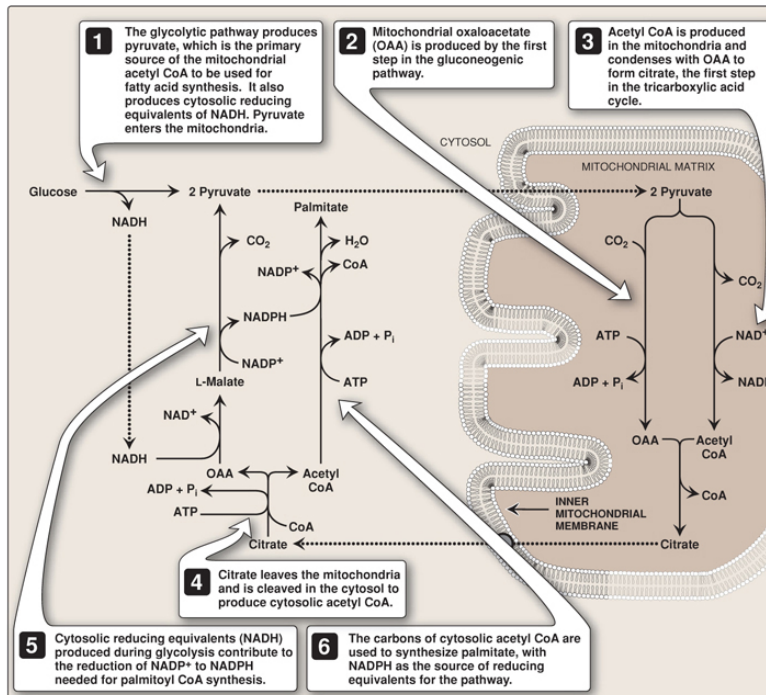 1 The glycolytic pathway produces
pyruvate, which is the primary
source of the mitochondrial
acetyl CoA to be used for
fatty acid synthesis. It also
produces cytosolic reducing
equivalents of NADH. Pyruvate
enters the mitochondria.
2 Mitochondrial oxaloacetate
(OAA) is produced by the first
step in the gluconeogenic
pathway.
3 Acetyl CoA is produced
in the mitochondria and
condenses with OAA to
form citrate, the first step
in the tricarboxylic acid
cycle.
CYTOSOL
MITOCHONDRIAL MATRIX
Glucose
2 Pyruvate
2 Pyruvate
NADH
Palmitate
CO₂
H₂O
CoA
NADP⁺
NADPH
NADP⁺
ADP + Pᵢ
ATP
L-Malate
NAD⁺
NADH
OAA
Acetyl
CoA
ADP + Pᵢ
ATP
CoA
Citrate
CO₂
CO₂
ATP
NAD⁺
ADP + Pᵢ
NAD
OAA
Acetyl
CoA
CoA
INNER
MITOCHONDRIAL
MEMBRANE
Citrate
4 Citrate leaves the mitochondria
and is cleaved in the cytosol to
produce cytosolic acetyl CoA.
5 Cytosolic reducing equivalents (NADH)
produced during glycolysis contribute to
the reduction of NADP⁺ to NADPH
needed for palmitoyl CoA synthesis.
6 The carbons of cytosolic acetyl CoA are
used to synthesize palmitate, with
NADPH as the source of reducing
equivalents for the pathway.